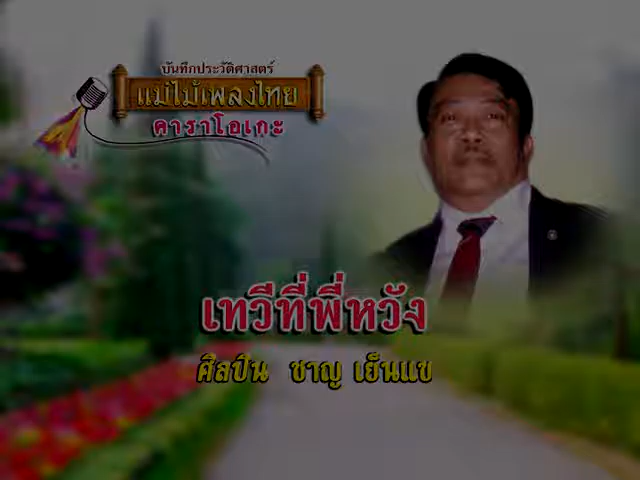 บันทึกประวัติศาสตร์
แม่ไม้เพลงไทย
คาราโอเกะ
เทวีที่พี่หวัง
ศิลปิน ชาญ เย็นแข